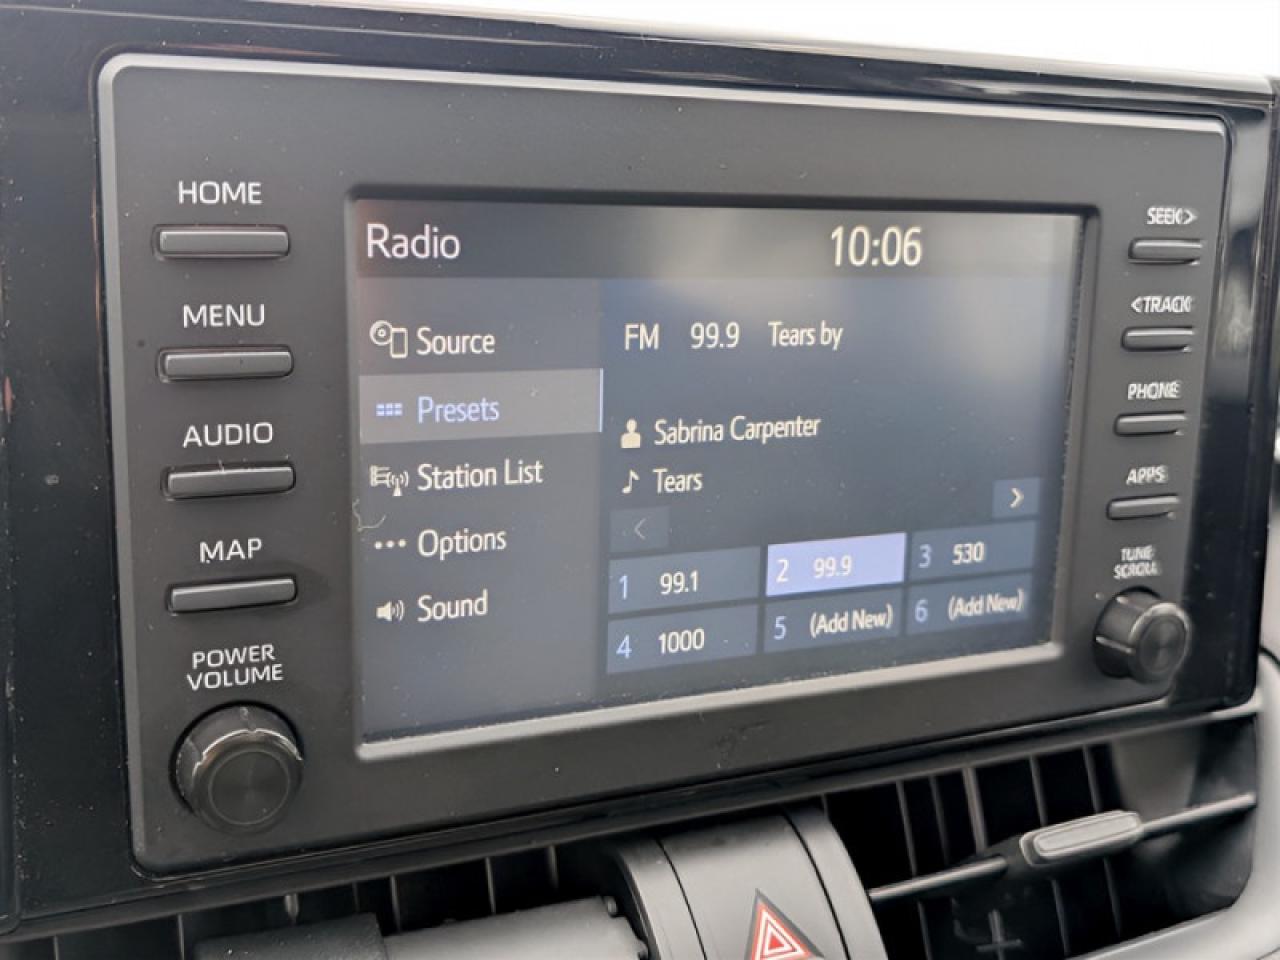 HOME
MENU
AUDIO
MAP
POWER
VOLUME
Radio
10:06
Source
Presets
Station List
Options
Sound
FM 99.9 Tears by
Sabrina Carpenter
Tears
1 99.1
2 99.9
3 530
4 1000
5 (Add New)
6 (Add New)
SEEK>
<TRACK
PHONE
APPS
TUNE
SCROLL